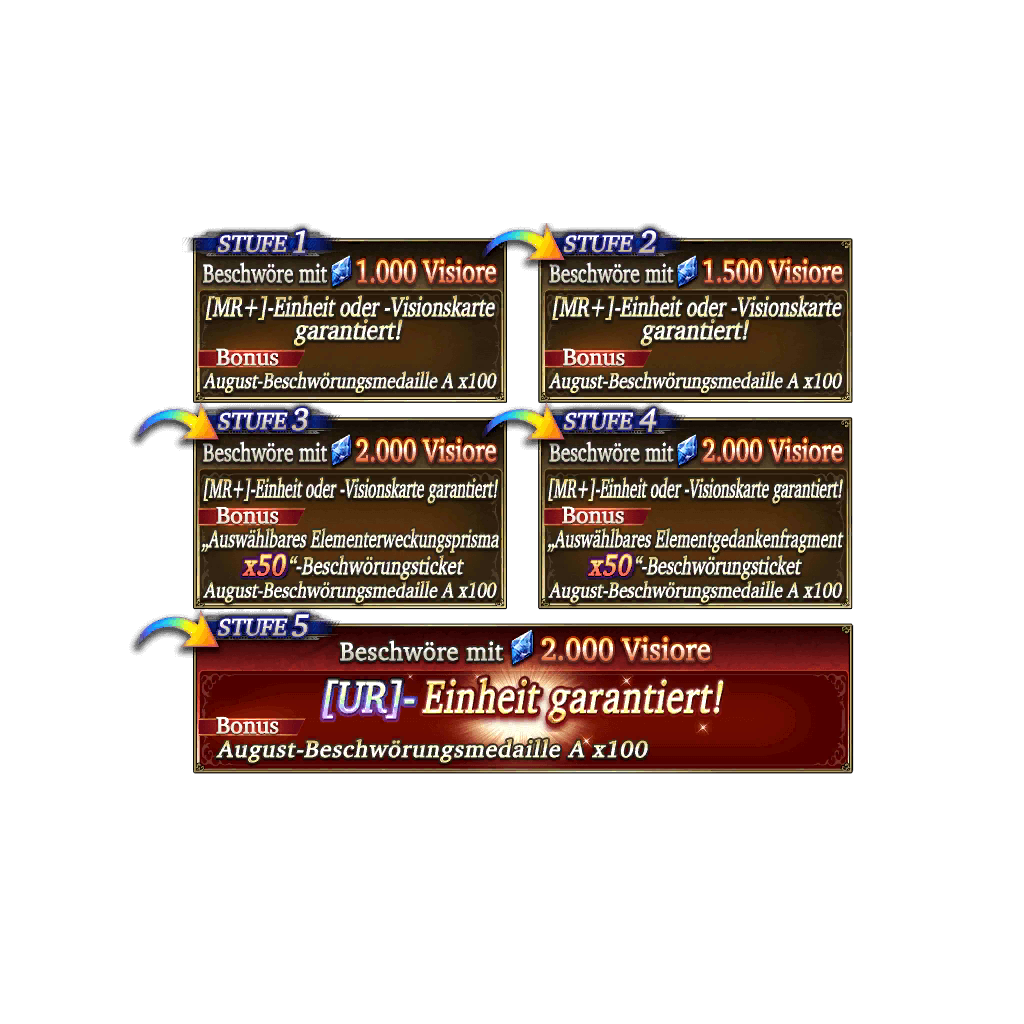 STUFE 1
Beschwöre mit 1.000 Visiore
[MR+]-Einheit oder -Visionskarte
garantiert!
Bonus
August-Beschwörungsmedaille A x100
STUFE 2
Beschwöre mit 1.500 Visiore
[MR+]-Einheit oder -Visionskarte
garantiert!
Bonus
August-Beschwörungsmedaille A x100
STUFE 3
Beschwöre mit 2.000 Visiore
[MR+]-Einheit oder -Visionskarte garantiert!
Bonus
„Auswählbares Elementerweckungsprisma
x50“-Beschwörungsticket
August-Beschwörungsmedaille A x100
STUFE 4
Beschwöre mit 2.000 Visiore
[MR+]-Einheit oder -Visionskarte garantiert!
Bonus
„Auswählbares Elementgedankenfragment
x50“-Beschwörungsticket
August-Beschwörungsmedaille A x100
STUFE 5
Beschwöre mit 2.000 Visiore
[UR]- Einheit garantiert!
Bonus
August-Beschwörungsmedaille A x100